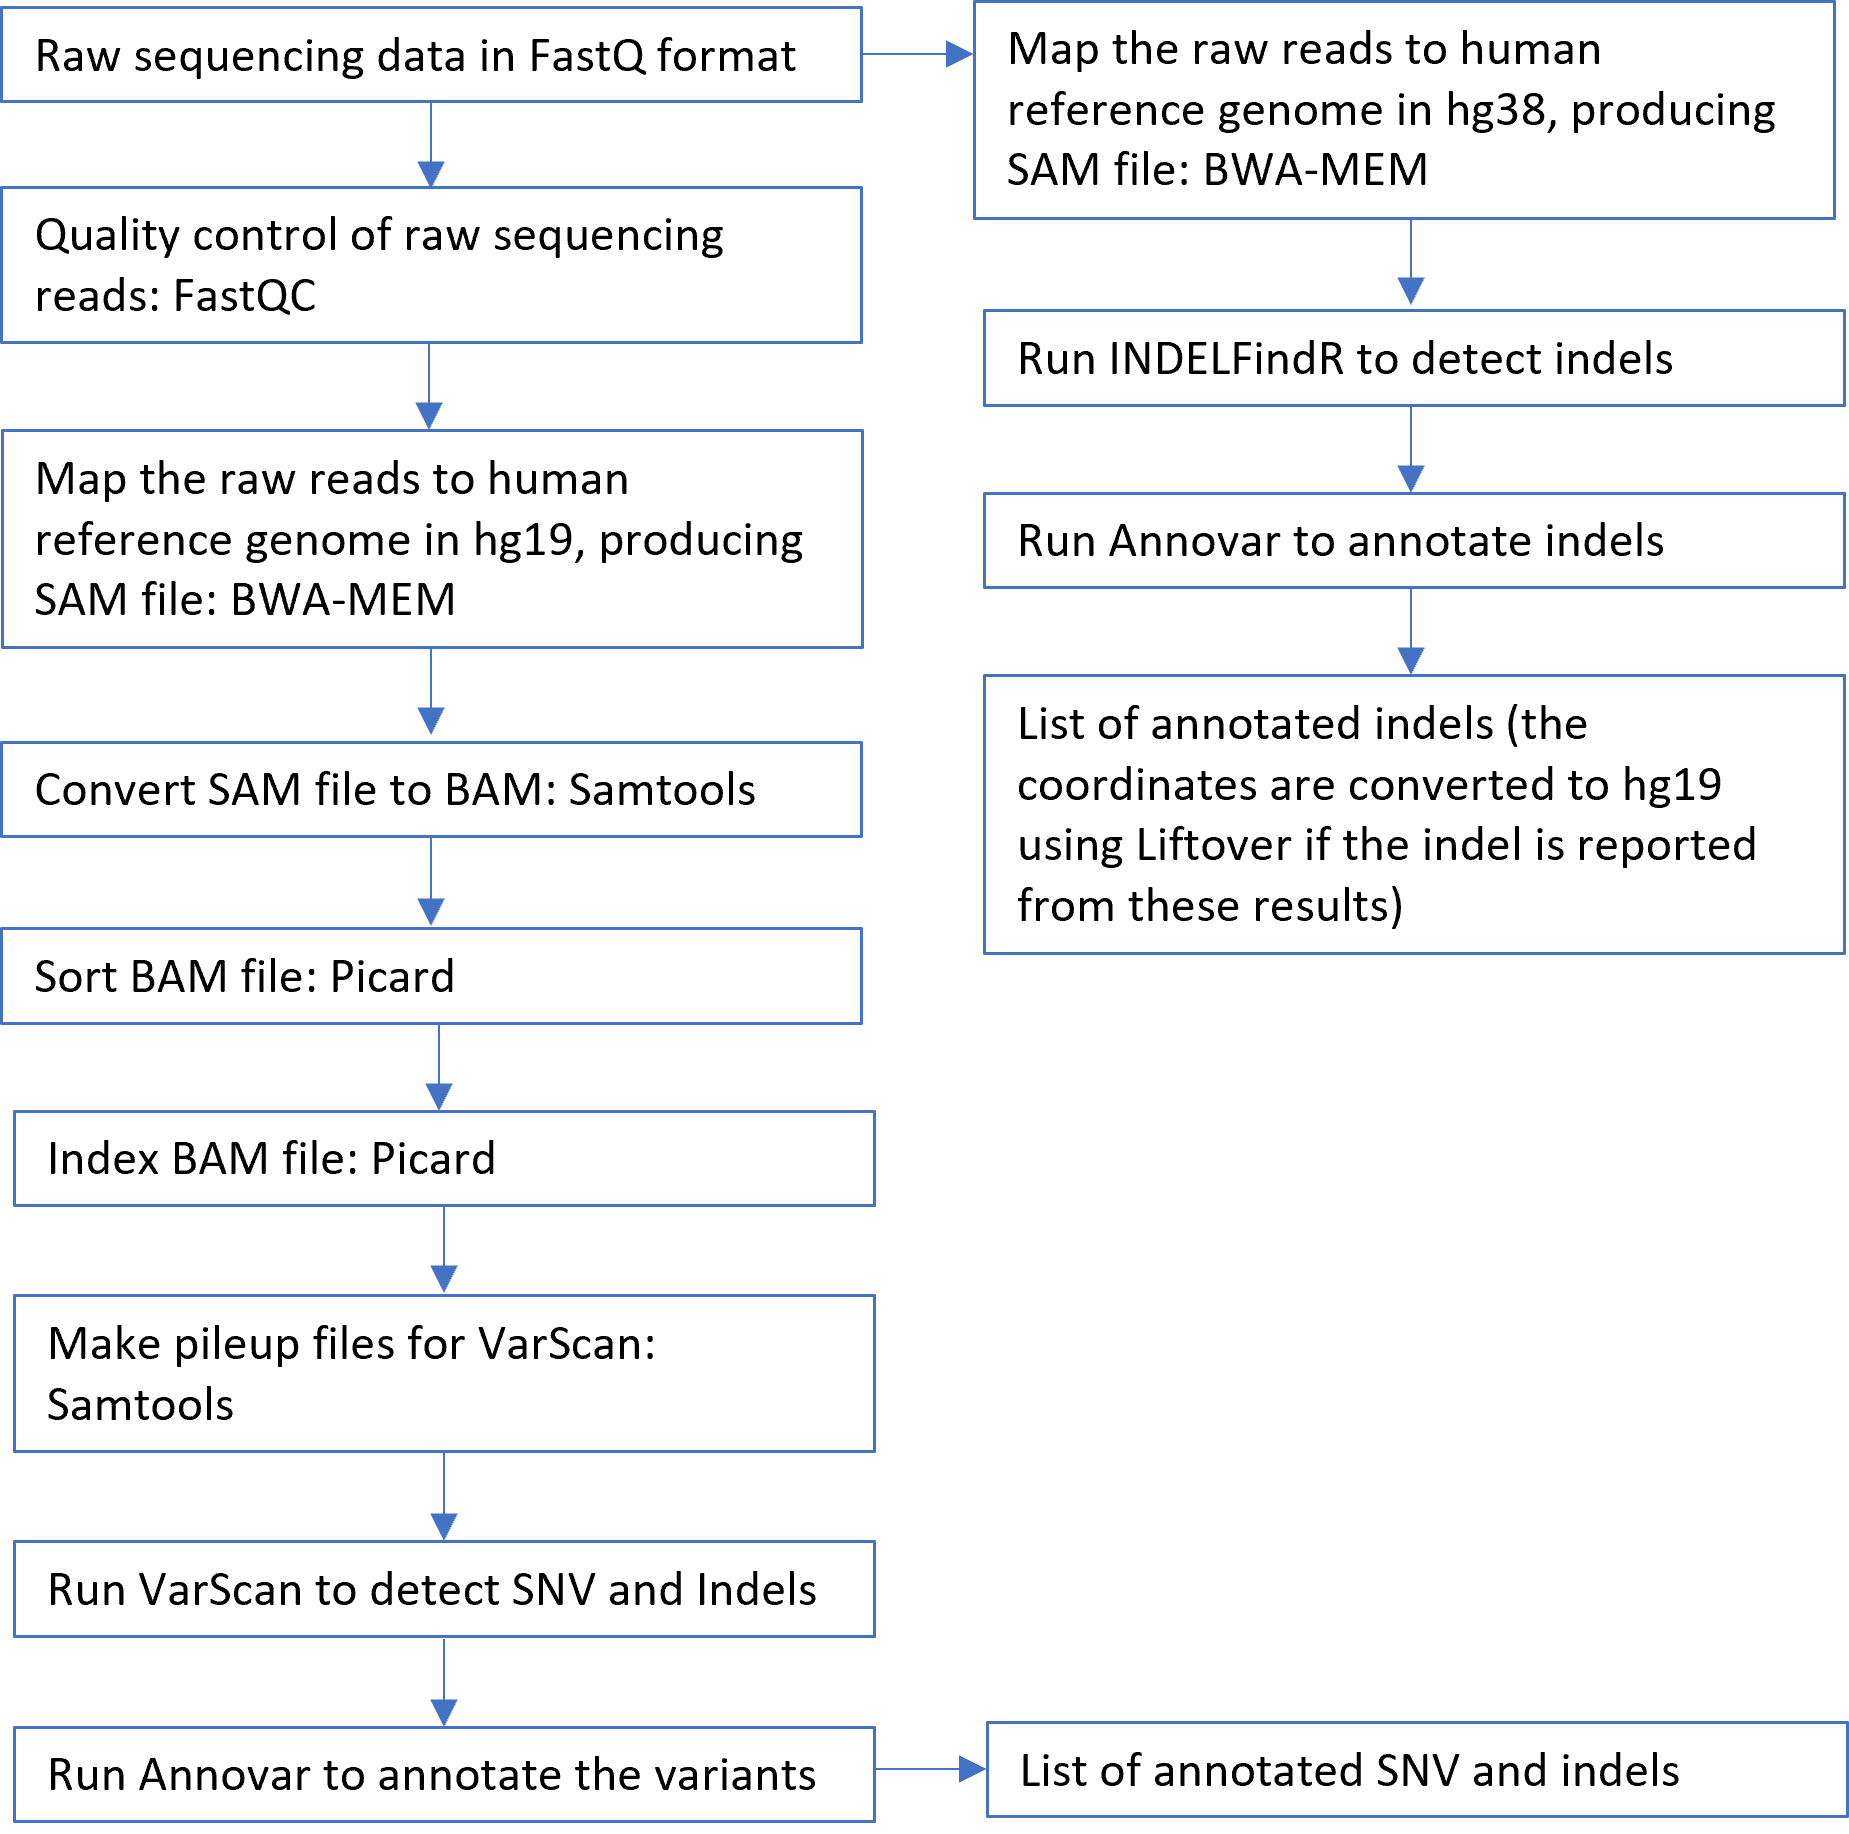 Raw sequencing data in FastQ format
Quality control of raw sequencing
reads: FastQC
Map the raw reads to human
reference genome in hg19, producing
SAM file: BWA-MEM
Convert SAM file to BAM: Samtools
Sort BAM file: Picard
Index BAM file: Picard
Make pileup files for VarScan:
Samtools
Run VarScan to detect SNV and Indels
Run Annovar to annotate the variants
List of annotated SNV and indels
Map the raw reads to human
reference genome in hg38, producing
SAM file: BWA-MEM
Run INDELFindR to detect indels
Run Annovar to annotate indels
List of annotated indels (the
coordinates are converted to hg19
using Liftover if the indel is reported
from these results)